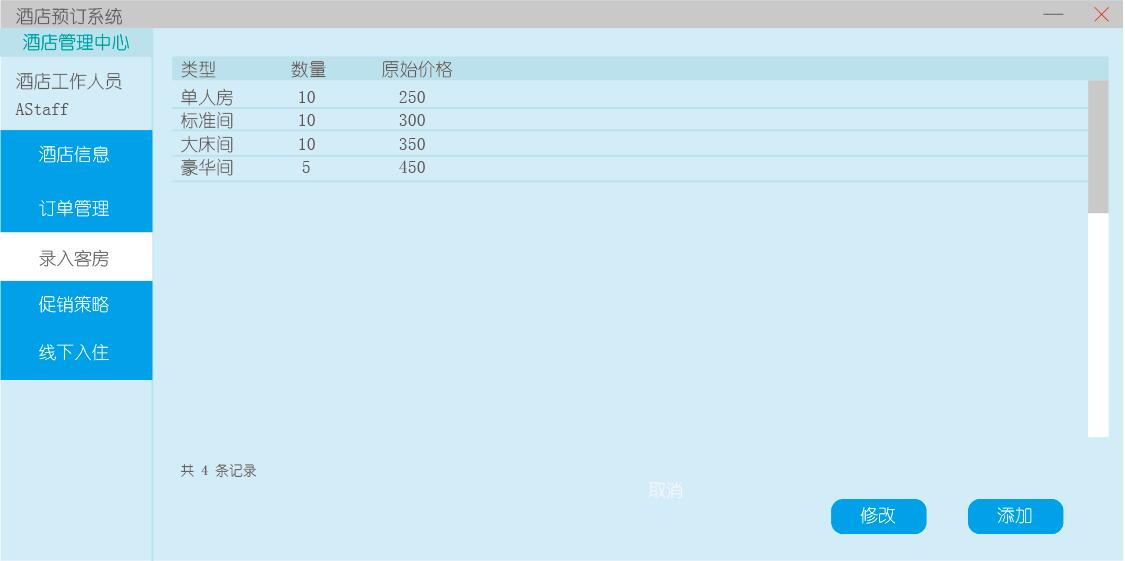 酒店预订系统
酒店管理中心
酒店工作人员
AStaff
酒店信息
订单管理
录入客房
促销策略
线下入住
类型 数量 原始价格
单人房 10 250
标准间 10 300
大床间 10 350
豪华间 5 450
共 4 条记录
取消
修改 添加